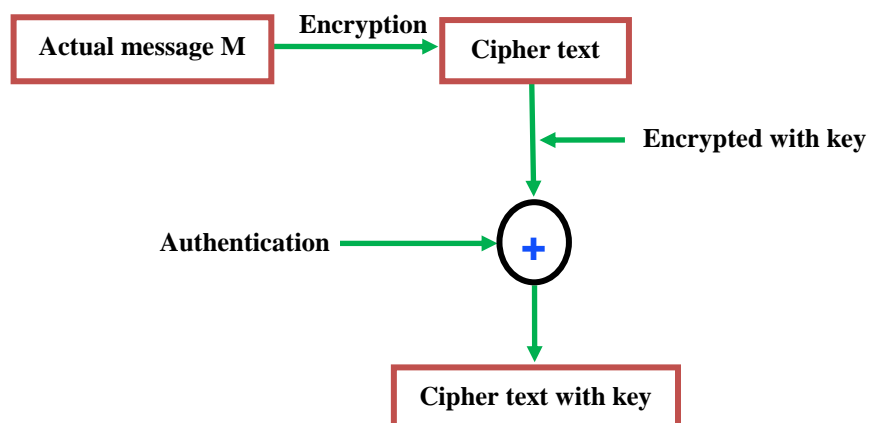 Encryption
Actual message M
Cipher text
Encrypted with key
Authentication
+
Cipher text with key